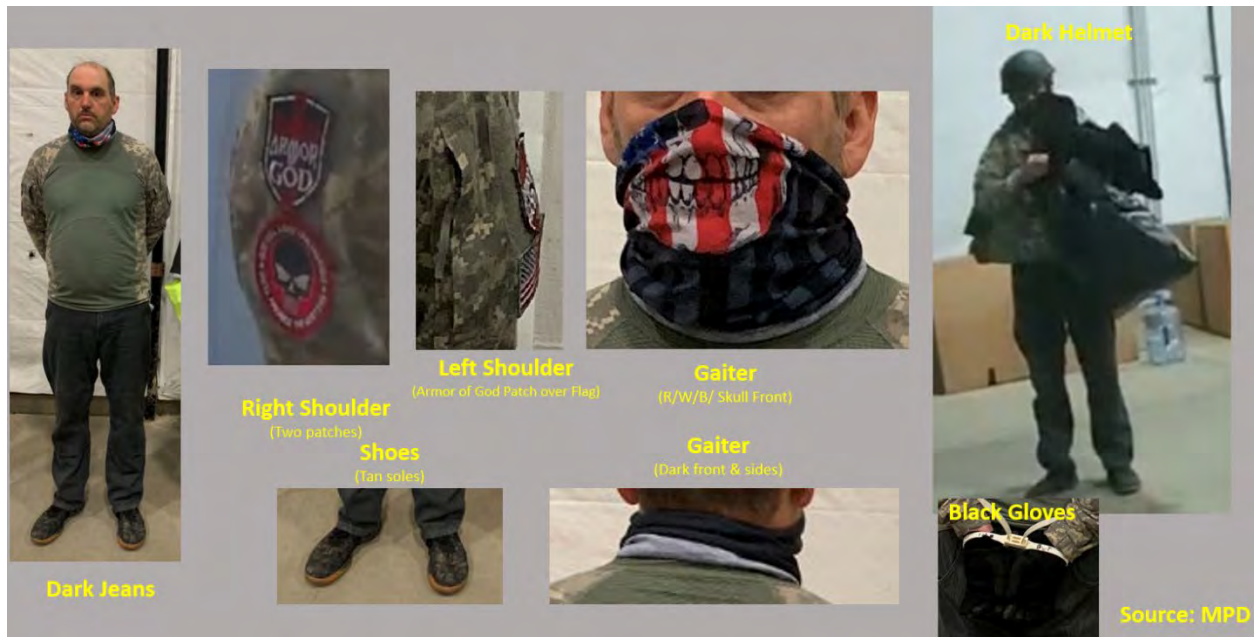 Dark Helmet
ARMOR
GOD
Left Shoulder
(Armor of God Patch over Flag)
Gaiter
(R/W/B/ Skull Front)
Right Shoulder
(Two patches)
Shoes
(Tan soles)
Gaiter
(Dark front & sides)
Black Gloves
Dark Jeans
Source: MPD